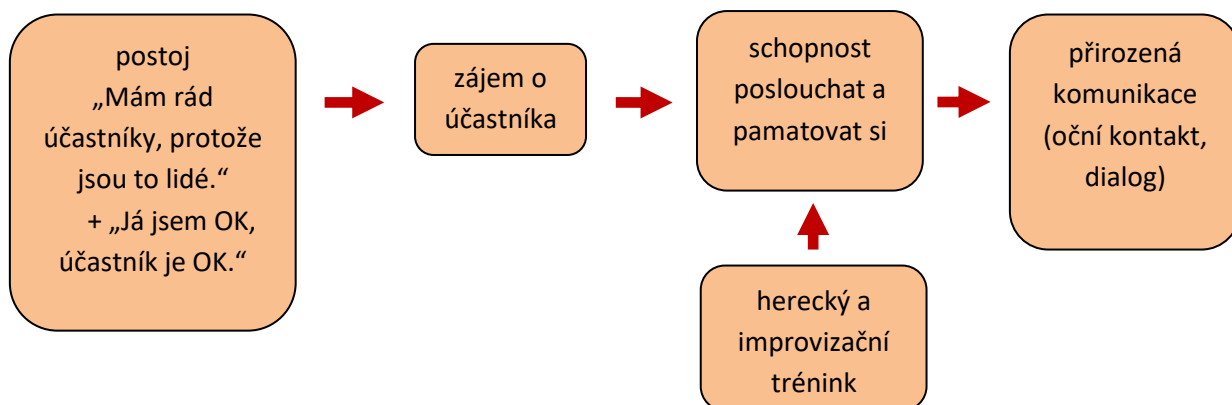 postoj
„Mám rád
účastníky, protože
jsou to lidé.“
+ „Já jsem OK,
účastník je OK.“
zájem o
účastníka
schopnost
poslouchat a
pamatovat si
přirozená
komunikace
(oční kontakt,
dialog)
herecký a
improvizační
trénink